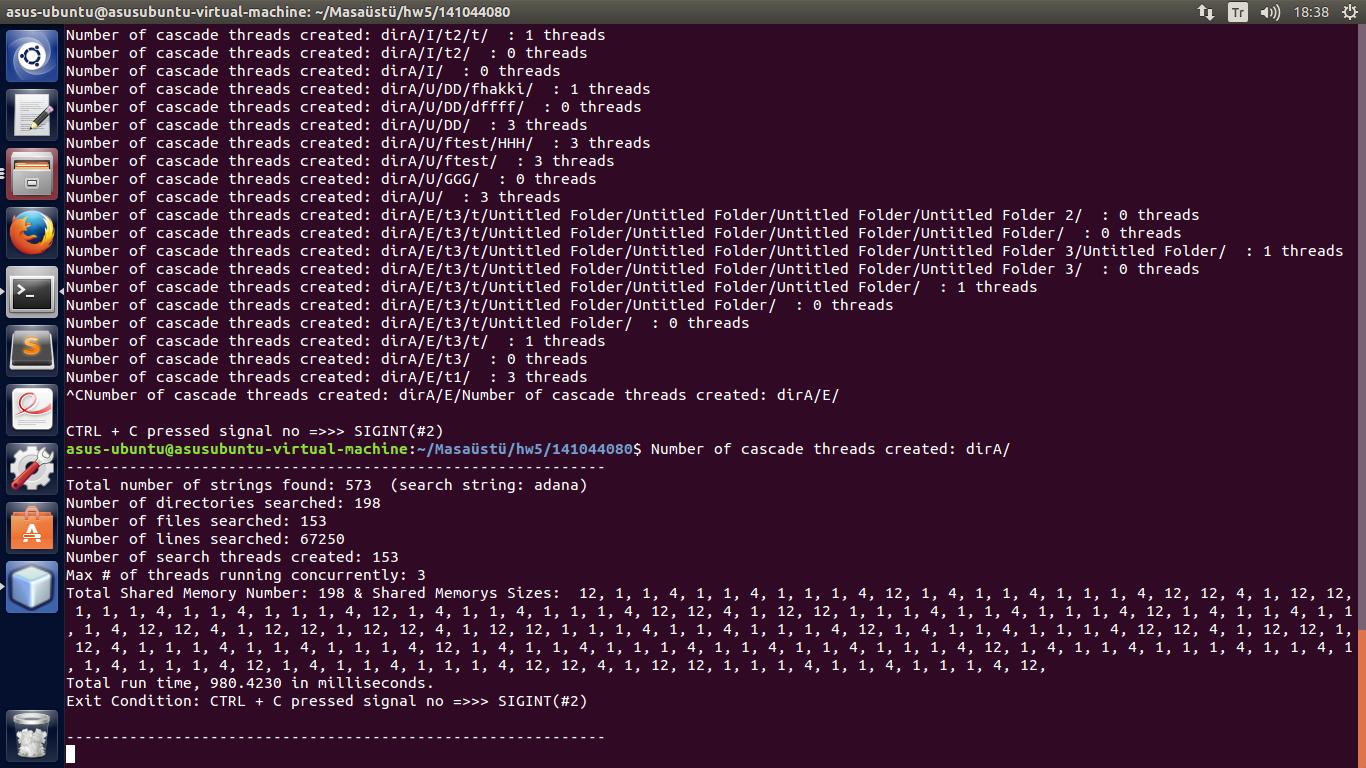 asus-ubuntu@asusubuntu-virtual-machine: ~/Masaüstü/hw5/141044080
Tr
18:38
Number of cascade threads created: dirA/I/t2/t/  : 1 threads
Number of cascade threads created: dirA/I/t2/  : 0 threads
Number of cascade threads created: dirA/I/  : 0 threads
Number of cascade threads created: dirA/U/DD/fhakki/  : 1 threads
Number of cascade threads created: dirA/U/DD/dffff/  : 0 threads
Number of cascade threads created: dirA/U/DD/  : 3 threads
Number of cascade threads created: dirA/U/ftest/HHH/  : 3 threads
Number of cascade threads created: dirA/U/ftest/  : 3 threads
Number of cascade threads created: dirA/U/GGG/  : 0 threads
Number of cascade threads created: dirA/U/  : 3 threads
Number of cascade threads created: dirA/E/t3/t/Untitled Folder/Untitled Folder/Untitled Folder/Untitled Folder 2/  : 0 threads
Number of cascade threads created: dirA/E/t3/t/Untitled Folder/Untitled Folder/Untitled Folder/Untitled Folder/  : 0 threads
Number of cascade threads created: dirA/E/t3/t/Untitled Folder/Untitled Folder/Untitled Folder/Untitled Folder 3/Untitled Folder/  : 1 threads
Number of cascade threads created: dirA/E/t3/t/Untitled Folder/Untitled Folder/Untitled Folder/Untitled Folder 3/  : 0 threads
Number of cascade threads created: dirA/E/t3/t/Untitled Folder/Untitled Folder/Untitled Folder/  : 1 threads
Number of cascade threads created: dirA/E/t3/t/Untitled Folder/Untitled Folder/  : 0 threads
Number of cascade threads created: dirA/E/t3/t/Untitled Folder/  : 0 threads
Number of cascade threads created: dirA/E/t3/t/  : 1 threads
Number of cascade threads created: dirA/E/t3/  : 0 threads
Number of cascade threads created: dirA/E/t1/  : 3 threads
^CNumber of cascade threads created: dirA/E/Number of cascade threads created: dirA/E/
CTRL + C pressed signal no =>>> SIGINT(#2)
asus-ubuntu@asusubuntu-virtual-machine:~/Masaüstü/hw5/141044080$ Number of cascade threads created: dirA/
------------------------------------------------------------
Total number of strings found: 573  (search string: adana)
Number of directories searched: 198
Number of files searched: 153
Number of lines searched: 67250
Number of search threads created: 153
Max # of threads running concurrently: 3
Total Shared Memory Number: 198 & Shared Memorys Sizes:  12, 1, 1, 4, 1, 1, 4, 1, 1, 1, 4, 12, 1, 4, 1, 1, 4, 1, 1, 1, 4, 12, 12, 4, 1, 12, 12,
 1, 1, 1, 4, 1, 1, 4, 1, 1, 1, 4, 12, 1, 4, 1, 1, 4, 1, 1, 1, 4, 12, 12, 4, 1, 12, 12, 1, 1, 1, 4, 1, 1, 4, 1, 1, 1, 4, 12, 1, 4, 1, 1, 4, 1, 1
, 1, 4, 12, 12, 4, 1, 12, 12, 1, 12, 12, 4, 1, 12, 12, 1, 1, 1, 4, 1, 1, 4, 1, 1, 1, 4, 12, 1, 4, 1, 1, 4, 1, 1, 1, 4, 12, 12, 4, 1, 12, 12, 1,
 12, 4, 1, 1, 1, 4, 1, 1, 4, 1, 1, 1, 4, 12, 1, 4, 1, 1, 4, 1, 1, 1, 4, 1, 1, 4, 1, 1, 4, 1, 1, 1, 4, 12, 1, 4, 1, 1, 4, 1, 1, 1, 4, 1, 1, 4, 1
, 1, 4, 1, 1, 1, 4, 12, 1, 4, 1, 1, 4, 1, 1, 1, 4, 12, 12, 4, 1, 12, 12, 1, 1, 1, 4, 1, 1, 4, 1, 1, 1, 4, 12,
Total run time, 980.4230 in milliseconds.
Exit Condition: CTRL + C pressed signal no =>>> SIGINT(#2)
------------------------------------------------------------